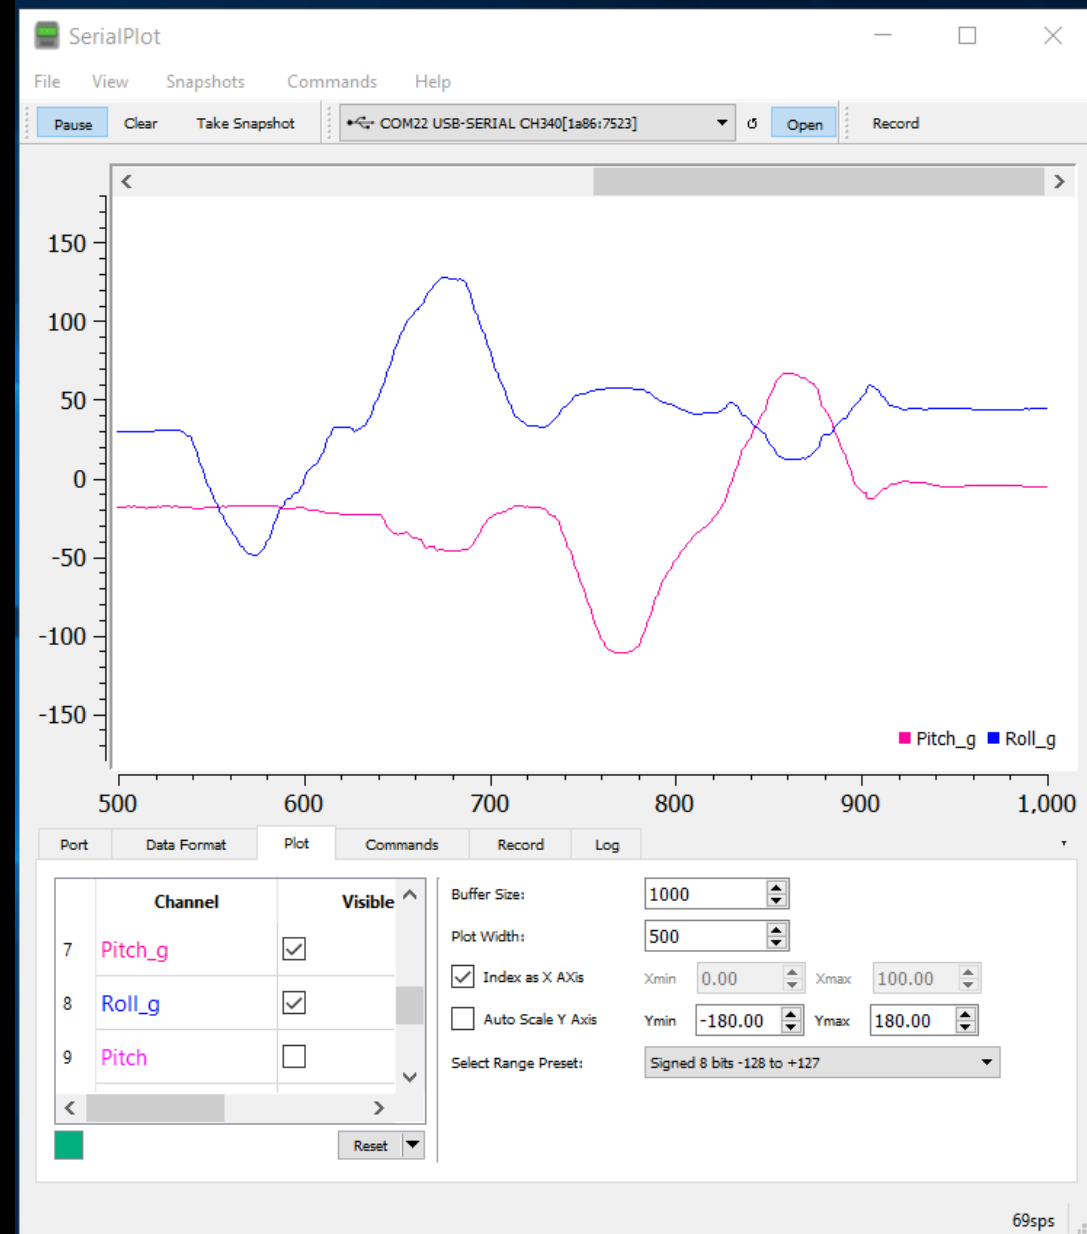 SerialPlot
File View Snapshots Commands Help
Pause Clear Take Snapshot COM22 USB-SERIAL CH340[1a86:7523] Open Record
150
100
50
0
-50
-100
-150
Pitch_g Roll_g
500 600 700 800 900 1,000
Port Data Format Plot Commands Record Log
Channel Visible
7 Pitch_g
8 Roll_g
9 Pitch
Reset
Buffer Size: 1000
Plot Width: 500
Index as X AXis Xmin 0.00 Xmax 100.00
Auto Scale Y Axis Ymin -180.00 Ymax 180.00
Select Range Preset: Signed 8 bits -128 to +127
69sps